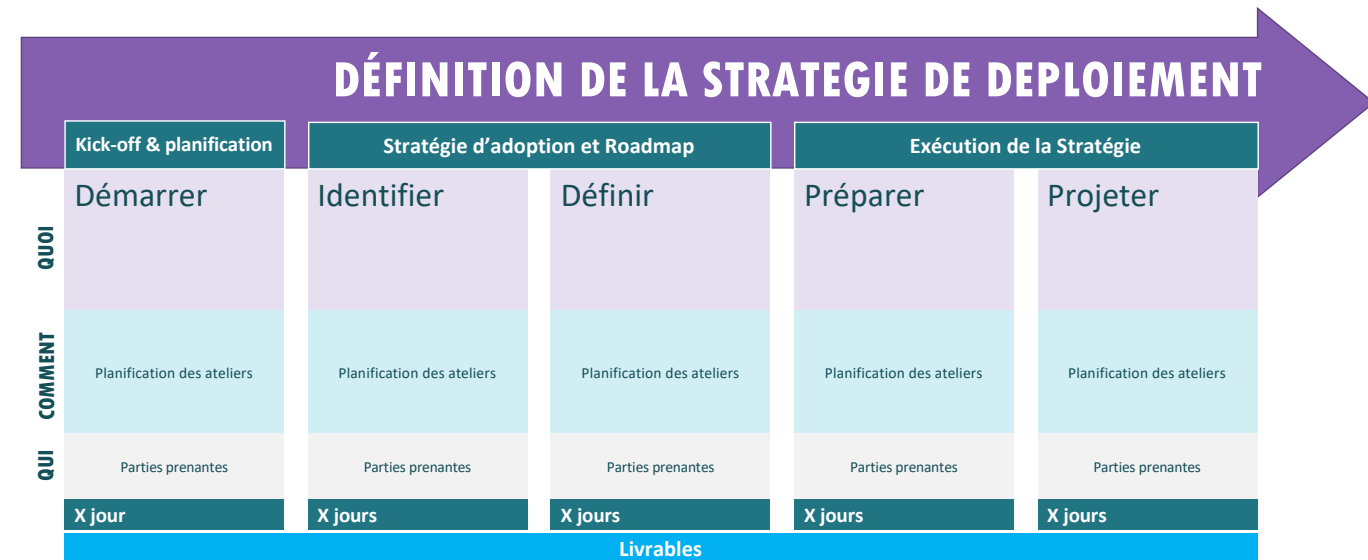 DÉFINITION DE LA STRATEGIE DE DEPLOIEMENT
Kick-off & planification
Stratégie d'adoption et Roadmap
Exécution de la Stratégie
QUOI
Démarrer
Identifier
Définir
Préparer
Projeter
COMMENT
Planification des ateliers
Planification des ateliers
Planification des ateliers
Planification des ateliers
Planification des ateliers
QUI
Parties prenantes
Parties prenantes
Parties prenantes
Parties prenantes
Parties prenantes
X jour
X jours
X jours
X jours
X jours
Livrables